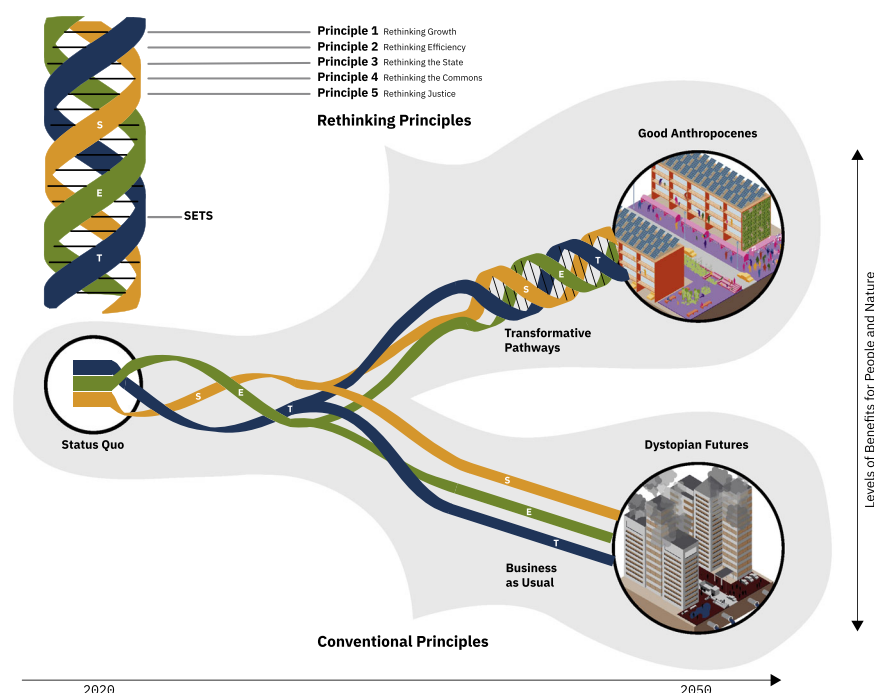 Principle 1 Rethinking Growth
Principle 2 Rethinking Efficiency
Principle 3 Rethinking the State
Principle 4 Rethinking the Commons
Principle 5 Rethinking Justice
Rethinking Principles
S
E
T
SETS
Good Anthropocenes
S
E
T
Transformative
Pathways
Status Quo
S
E
T
Dystopian Futures
S
E
T
Business
as Usual
Conventional Principles
Levels of Benefits for People and Nature
2020
2050